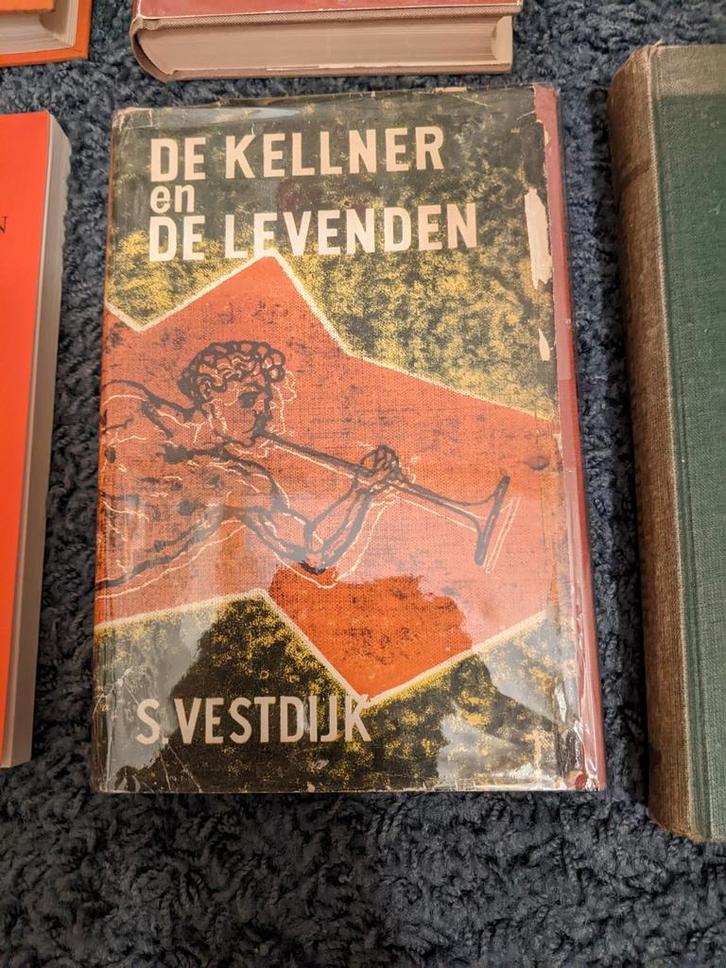 DE KELLNER
en
DE LEVENDEN
S. VESTDIJK
N